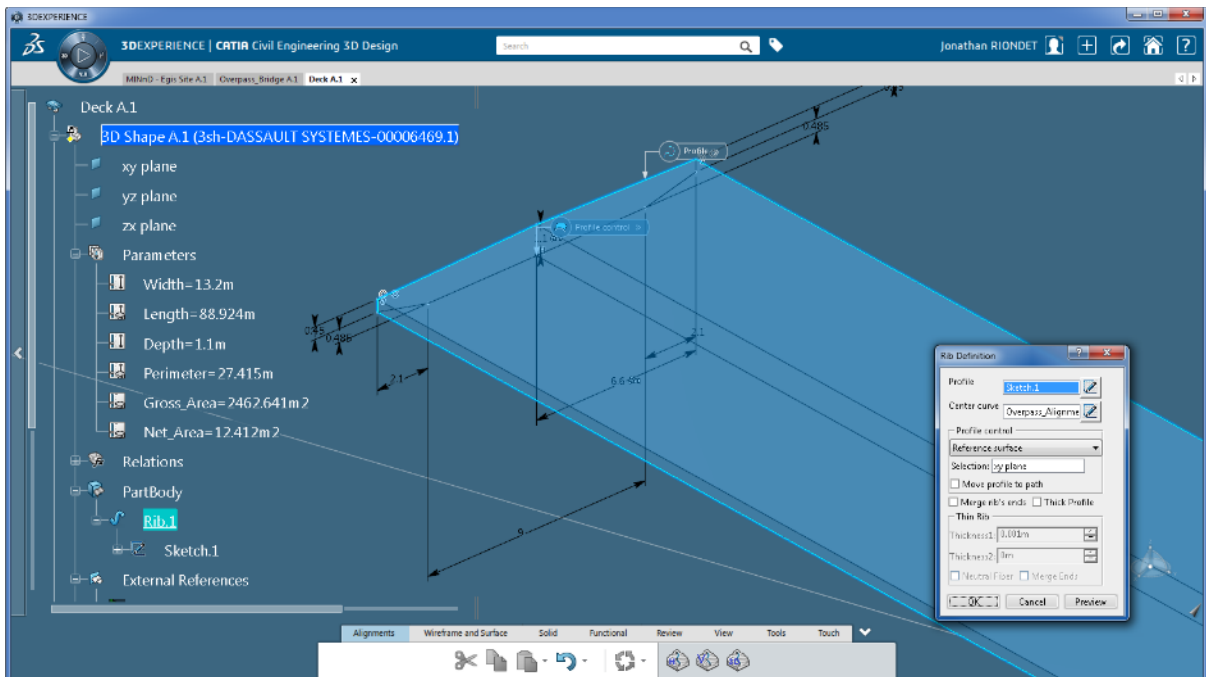 3DEXPERIENCE
3DEXPERIENCE | CATIA Civil Engineering 3D Design
Search
Jonathan RIONDET
MINnD - Egis Site A.1 Overpass_Bridge A.1 Deck A.1 x
Deck A.1
3D Shape A.1 (3sh-DASSAULT SYSTEMES-00006469.1)
xy plane
yz plane
zx plane
Parameters
Width=13.2m
Length=88.924m
Depth=1.1m
Perimeter=27.415m
Gross_Area=2462.641m2
Net_Area=12.412m2
Relations
PartBody
Rib.1
Sketch.1
External References
0.485
Profile
Profile control
0.45
0.485
2.1
2.1
9
Rib Definition
Profile
Sketch.1
Center curve
Overpass_Alignme
Profile control
Reference surface
Selection: xy plane
Move profile to path
Merge rib's ends Thick Profile
Thin Rib
Thickness1: 0.001m
Thickness2: 0m
Neutral Fiber Merge Ends
OK Cancel Preview
Alignments Wireframe and Surface Solid Functional Review View Tools Touch